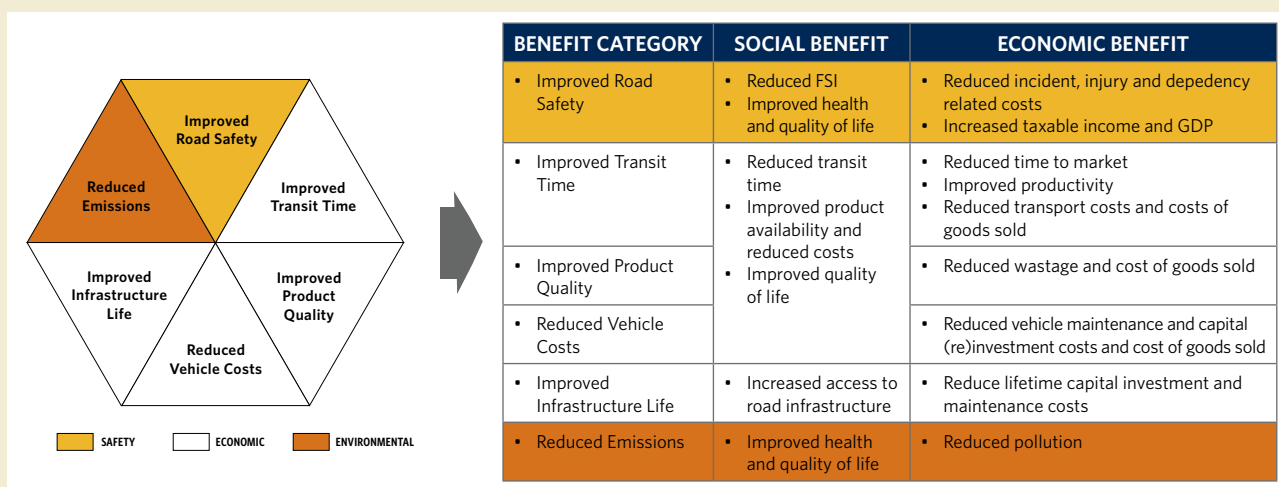 Improved
Road Safety
Reduced
Emissions
Improved
Transit Time
Improved
Infrastructure
Life
Improved
Product
Quality
Reduced
Vehicle Costs
SAFETY
ECONOMIC
ENVIRONMENTAL
BENEFIT CATEGORY
SOCIAL BENEFIT
ECONOMIC BENEFIT
• Improved Road
Safety
• Reduced FSI
• Improved health
and quality of life
• Reduced incident, injury and depedency
related costs
• Increased taxable income and GDP
• Improved Transit
Time
• Reduced transit
time
• Improved product
availability and
reduced costs
• Improved quality
of life
• Reduced time to market
• Improved productivity
• Reduced transport costs and costs of
goods sold
• Improved Product
Quality
• Reduced wastage and cost of goods sold
• Reduced Vehicle
Costs
• Reduced vehicle maintenance and capital
(re)investment costs and cost of goods sold
• Improved
Infrastructure Life
• Increased access to
road infrastructure
• Reduce lifetime capital investment and
maintenance costs
• Reduced Emissions
• Improved health
and quality of life
• Reduced pollution